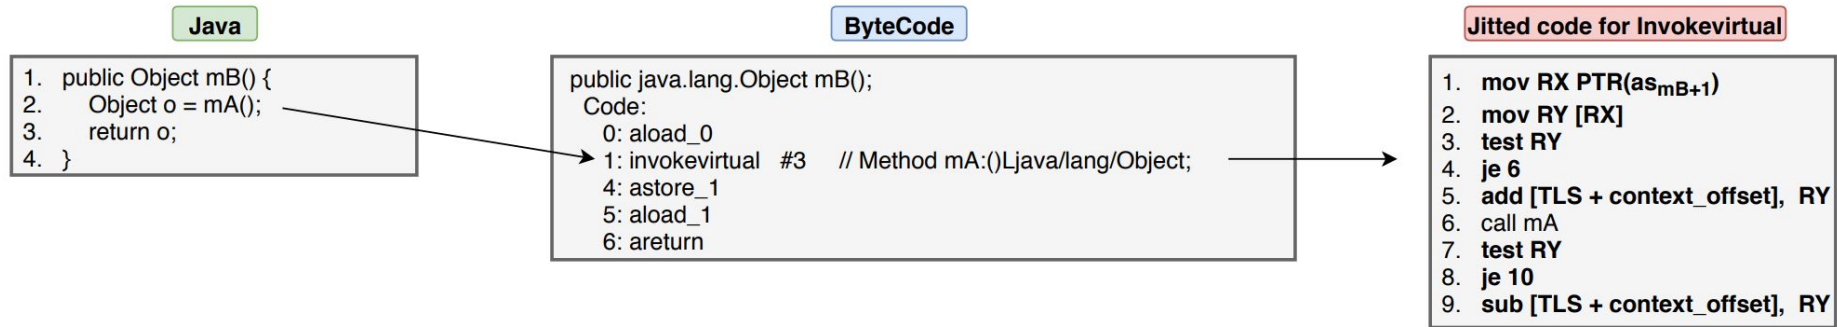 Java
1. public Object mB() {
2. Object o = mA();
3. return o;
4. }
ByteCode
public java.lang.Object mB();
Code:
0: aload_0
1: invokevirtual #3 // Method mA:()Ljava/lang/Object;
4: astore_1
5: aload_1
6: areturn
Jitted code for Invokevirtual
1. mov RX PTR(asmB+1)
2. mov RY [RX]
3. test RY
4. je 6
5. add [TLS + context_offset], RY
6. call mA
7. test RY
8. je 10
9. sub [TLS + context_offset], RY